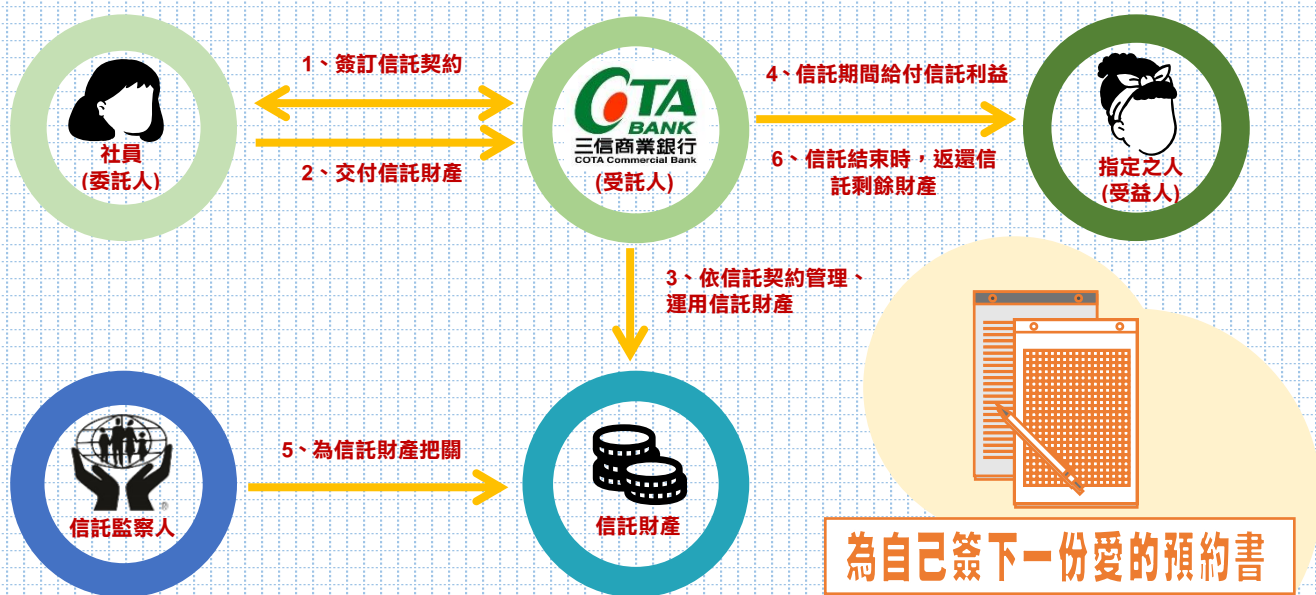 1、簽訂信託契約
2、交付信託財產
社員
(委託人)
COTA
BANK
三信商業銀行
COTA Commercial Bank
(受託人)
4、信託期間給付信託利益
6、信託結束時，返還信
託剩餘財產
指定之人
(受益人)
3、依信託契約管理、
運用信託財產
5、為信託財產把關
信託監察人
®
信託財產
為自己簽下一份愛的預約書